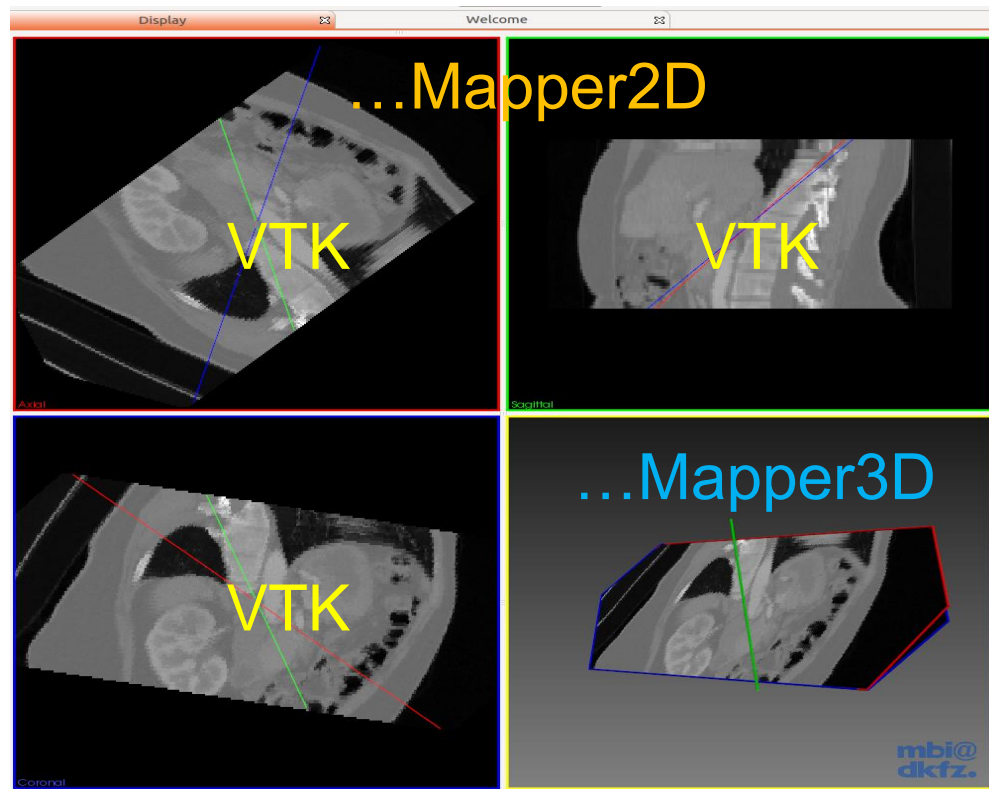 Display
Welcome
…Mapper2D
VTK
VTK
Axial
Sagittal
…Mapper3D
VTK
mbi@
dkfz.
Coronal